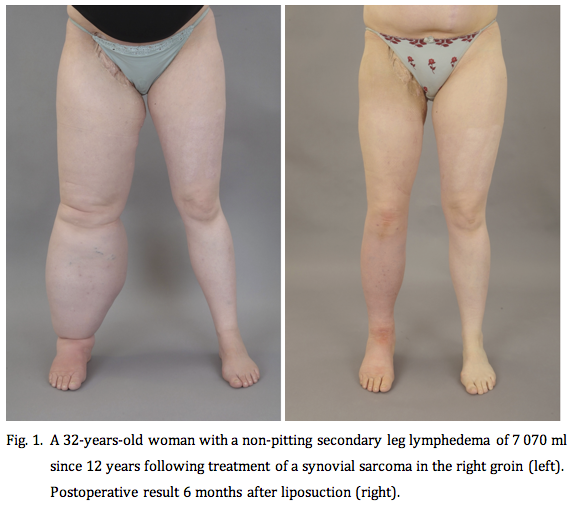 Fig. 1. A 32-years-old woman with a non-pitting secondary leg lymphedema of 7 070 ml
since 12 years following treatment of a synovial sarcoma in the right groin (left).
Postoperative result 6 months after liposuction (right).